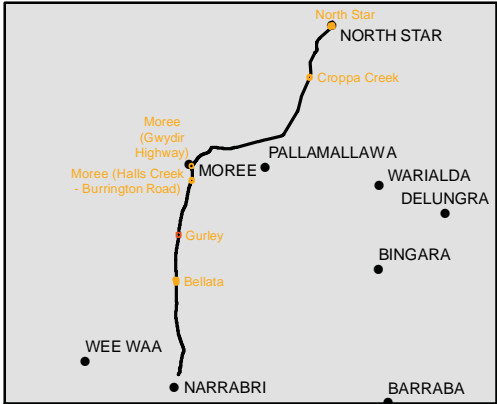 North Star
NORTH STAR
Croppa Creek
Moree
(Gwydir
Highway)
MOREE
PALLAMALLAWA
Moree (Halls Creek
- Burrington Road)
WARIALDA
DELUNGRA
Gurley
BINGARA
Bellata
WEE WAA
NARRABRI
BARRABA